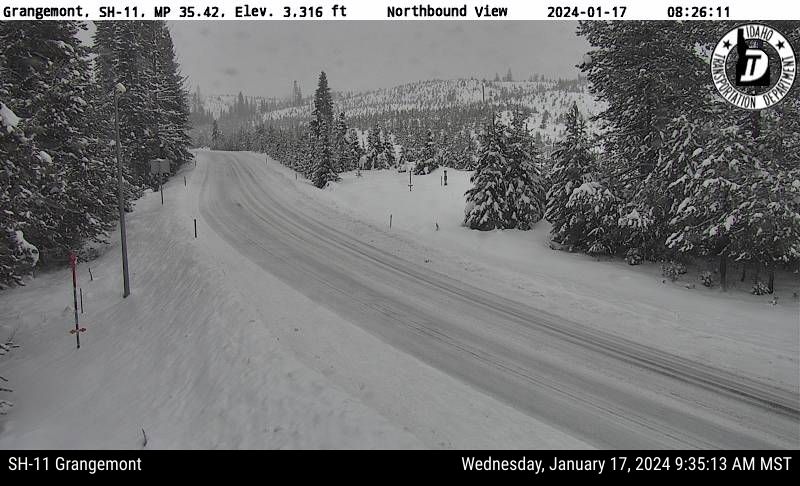 Grangemont, SH-11, MP 35.42, Elev. 3,316 ft Northbound View 2024-01-17 08:26:11
IDAHO
TRANSPORTATION DEPARTMENT
SH-11 Grangemont Wednesday, January 17, 2024 9:35:13 AM MST